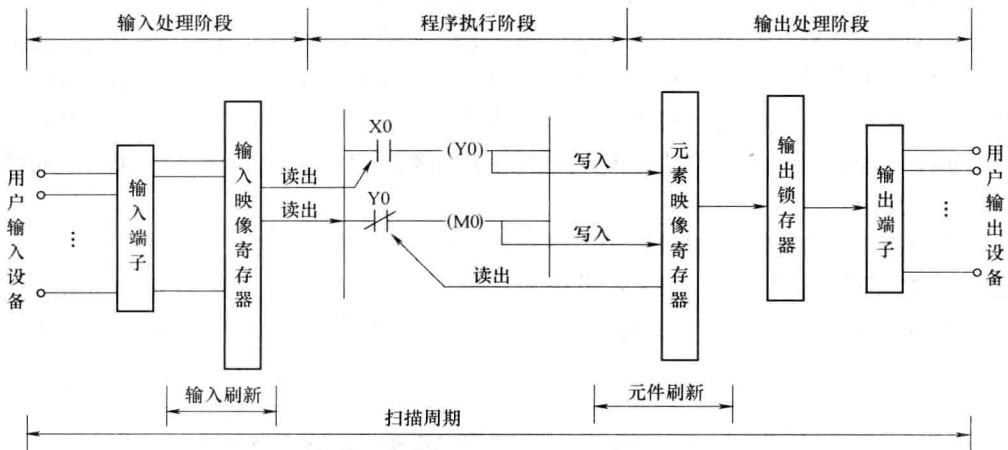 输入处理阶段
程序执行阶段
输出处理阶段
用户输入设备
输入端子
输入映像寄存器
读出
读出
X0
(Y0)
Y0
(M0)
写入
写入
读出
元素映像寄存器
输出锁存器
输出端子
用户输出设备
输入刷新
元件刷新
扫描周期